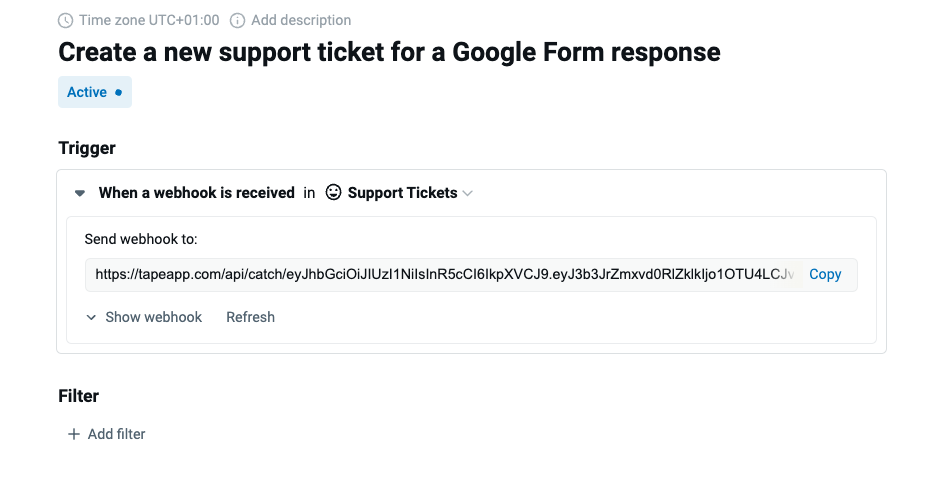 Time zone UTC+01:00 Add description
Create a new support ticket for a Google Form response
Active
Trigger
When a webhook is received in Support Tickets
Send webhook to:
https://tapeapp.com/api/catch/eyJhbGciOiJIUzI1NiIsInR5cCI6IkpXVCJ9.eyJ3b3JrZmxvd0RlZklkIjo1OTU4LCJv Copy
Show webhook Refresh
Filter
Add filter